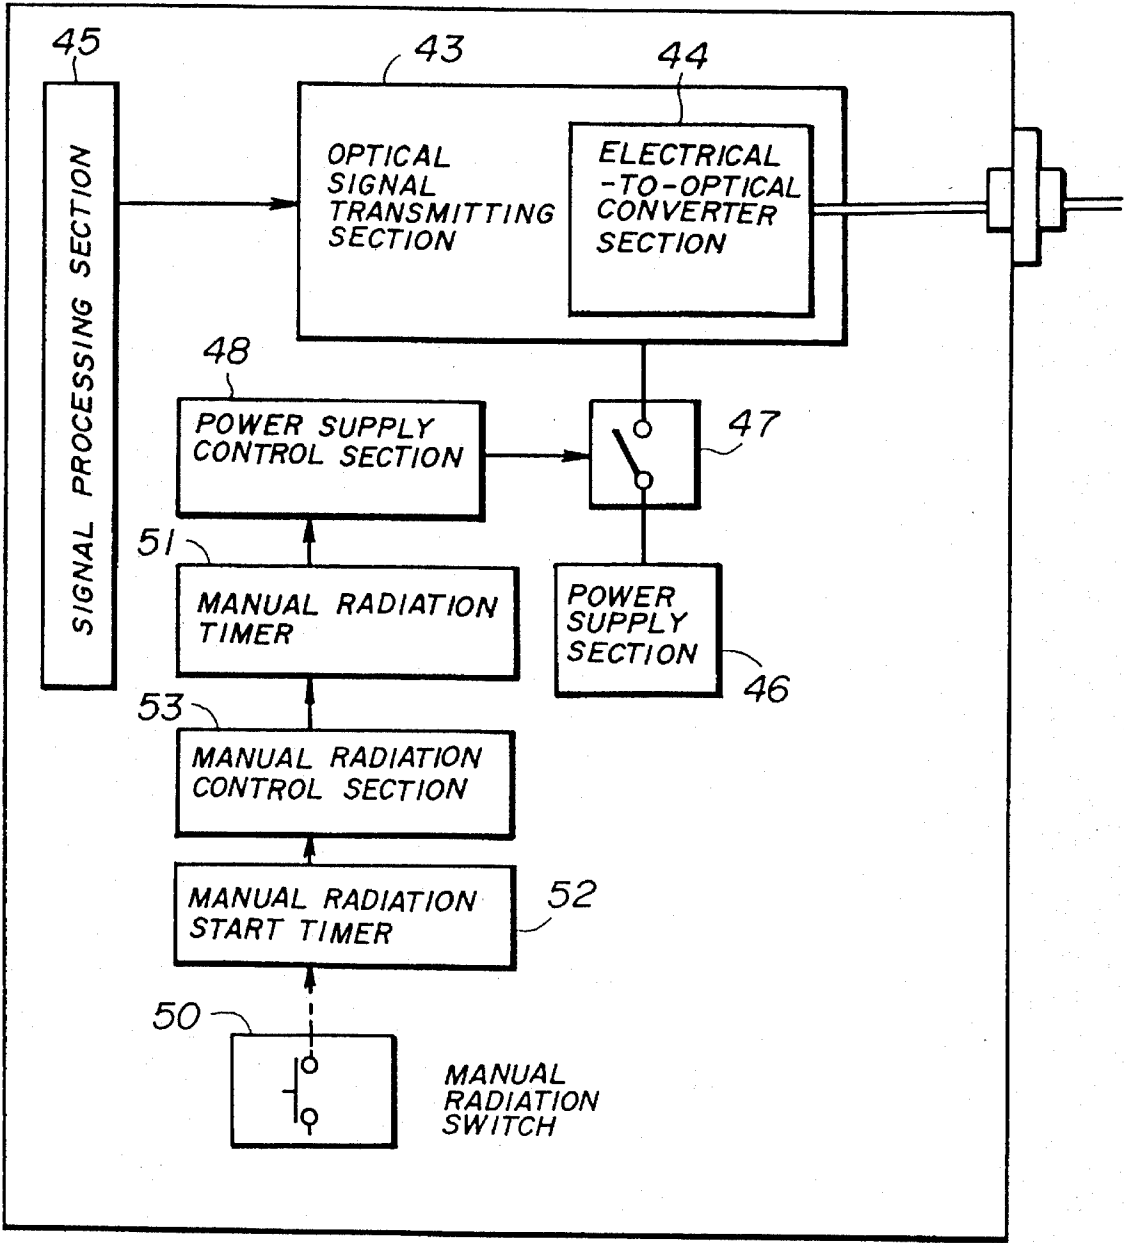 45
43
44
SIGNAL PROCESSING SECTION
OPTICAL
SIGNAL
TRANSMITTING
SECTION
ELECTRICAL
-TO-OPTICAL
CONVERTER
SECTION
48
POWER SUPPLY
CONTROL SECTION
47
51
MANUAL RADIATION
TIMER
POWER
SUPPLY
SECTION
46
53
MANUAL RADIATION
CONTROL SECTION
MANUAL RADIATION
START TIMER
52
50
MANUAL
RADIATION
SWITCH